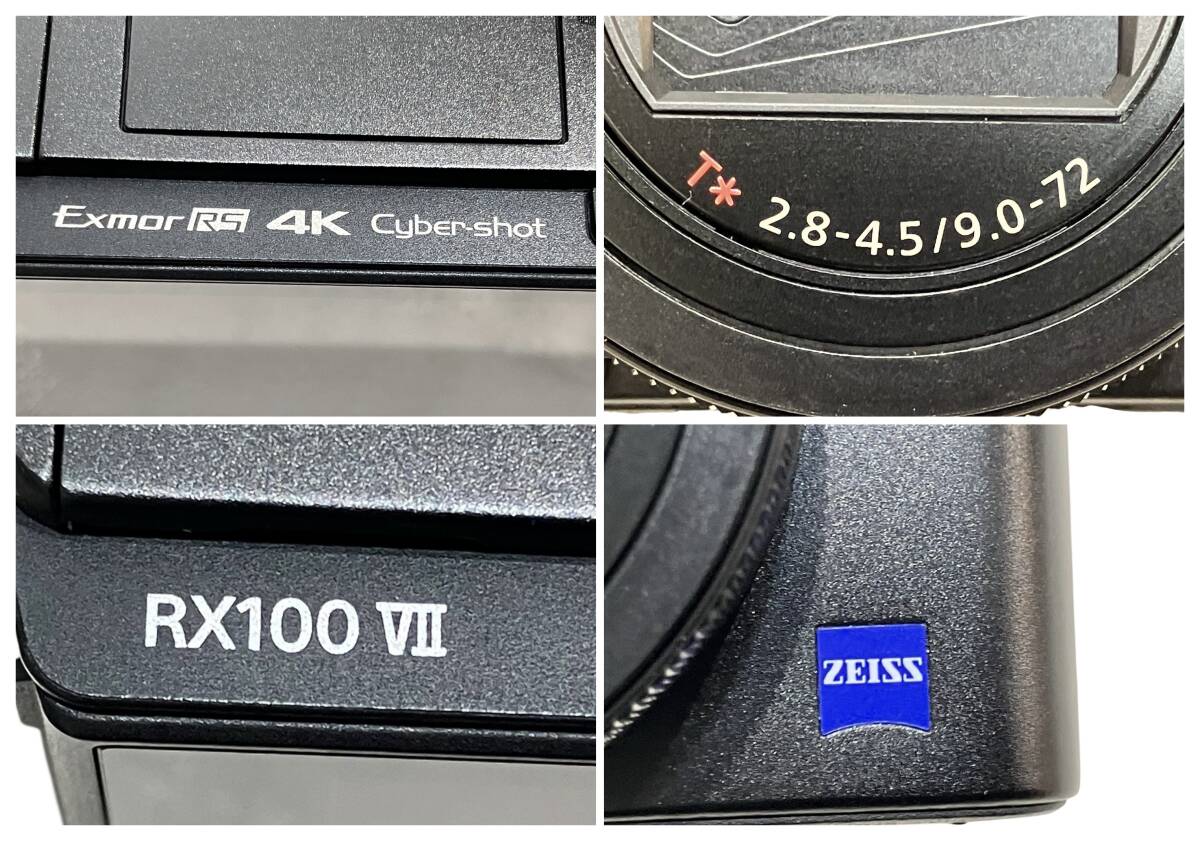 Exmor RS 4K Cyber-shot
T* 2.8-4.5/9.0-72
RX100 VII
ZEISS